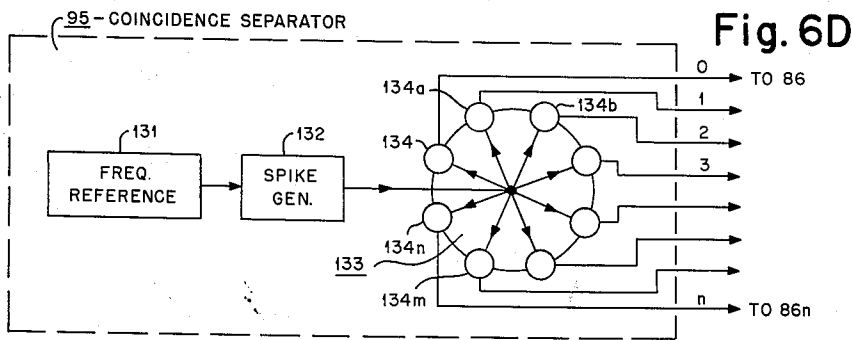 95 - COINCIDENCE SEPARATOR
Fig. 6D
0
TO 86
134a
134b
1
131
132
134
2
FREQ.
REFERENCE
SPIKE
GEN.
3
134n
133
134m
n
TO 86n